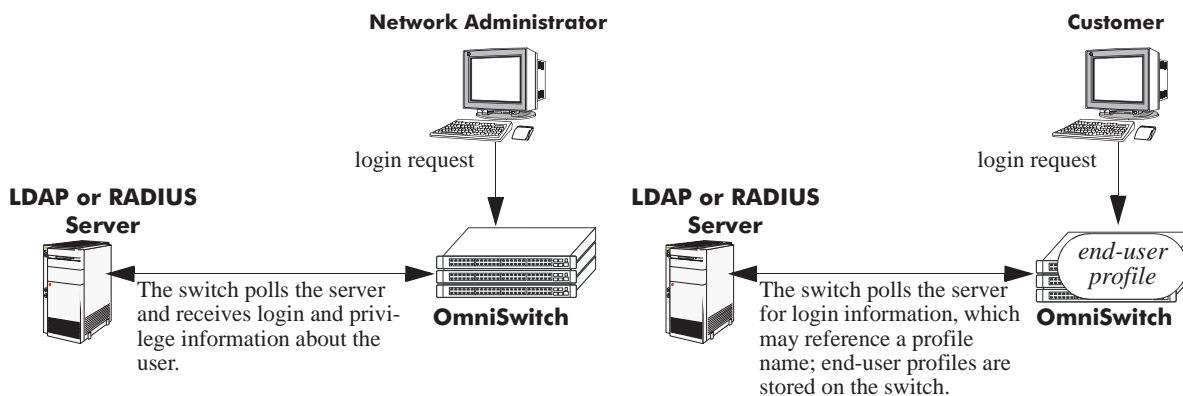 Network Administrator
login request
LDAP or RADIUS
Server
The switch polls the server
and receives login and privi-
lege information about the
user.
OmniSwitch
Customer
login request
LDAP or RADIUS
Server
end-user
profile
The switch polls the server
for login information, which
may reference a profile
name; end-user profiles are
stored on the switch.
OmniSwitch